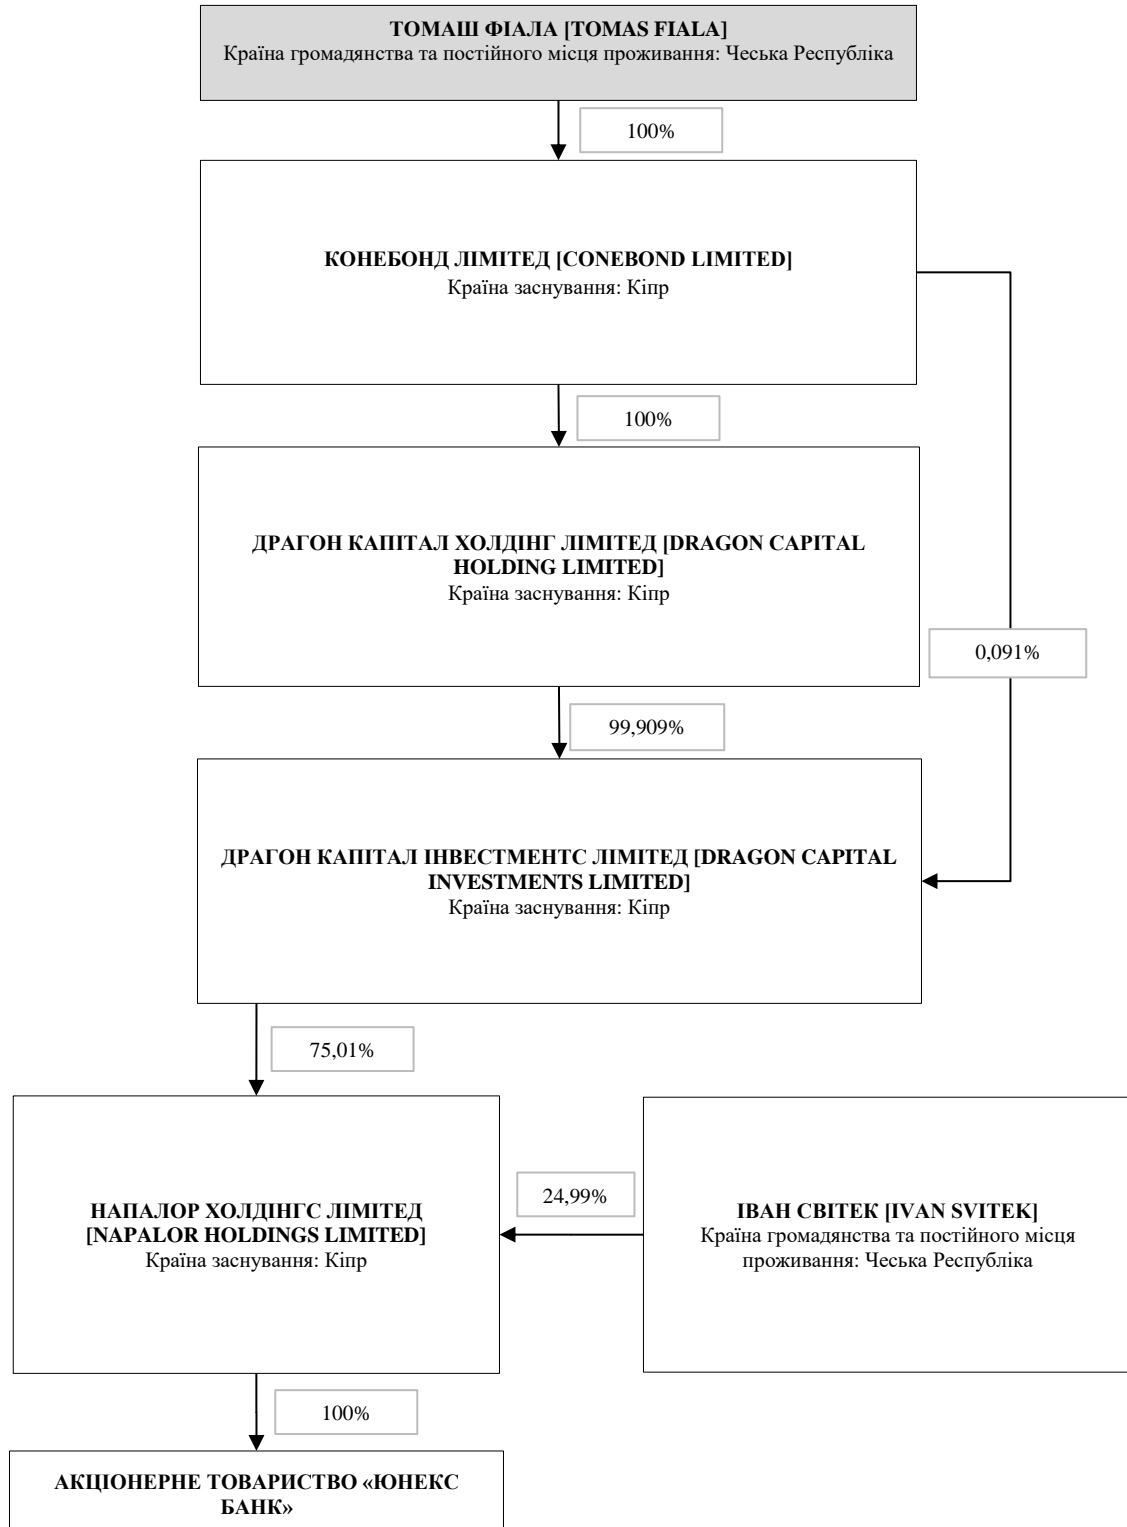 ТОМАШ ФІАЛА [TOMAS FIALA]
Країна громадянства та постійного місця проживання: Чеська Республіка
100%
КОНЕБОНД ЛІМІТЕД [CONEBOND LIMITED]
Країна заснування: Кіпр
100%
ДРАГОН КАПІТАЛ ХОЛДІНГ ЛІМІТЕД [DRAGON CAPITAL
HOLDING LIMITED]
Країна заснування: Кіпр
0,091%
99,909%
ДРАГОН КАПІТАЛ ІНВЕСТМЕНТС ЛІМІТЕД [DRAGON CAPITAL
INVESTMENTS LIMITED]
Країна заснування: Кіпр
75,01%
НАПАЛОР ХОЛДІНГС ЛІМІТЕД
[NAPALOR HOLDINGS LIMITED]
Країна заснування: Кіпр
24,99%
ІВАН СВІТЕК [IVAN SVITEK]
Країна громадянства та постійного місця
проживання: Чеська Республіка
100%
АКЦІОНЕРНЕ ТОВАРИСТВО «ЮНЕКС
БАНК»